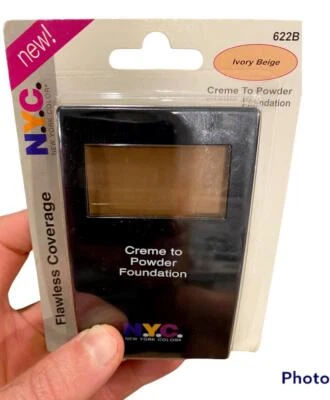 new!
622B
Ivory Beige
Creme To Powder
Foundation
N.Y.C.
NEW YORK COLOR®
Flawless Coverage
Creme to
Powder
Foundation
N.Y.C.
NEW YORK COLOR®
Photo